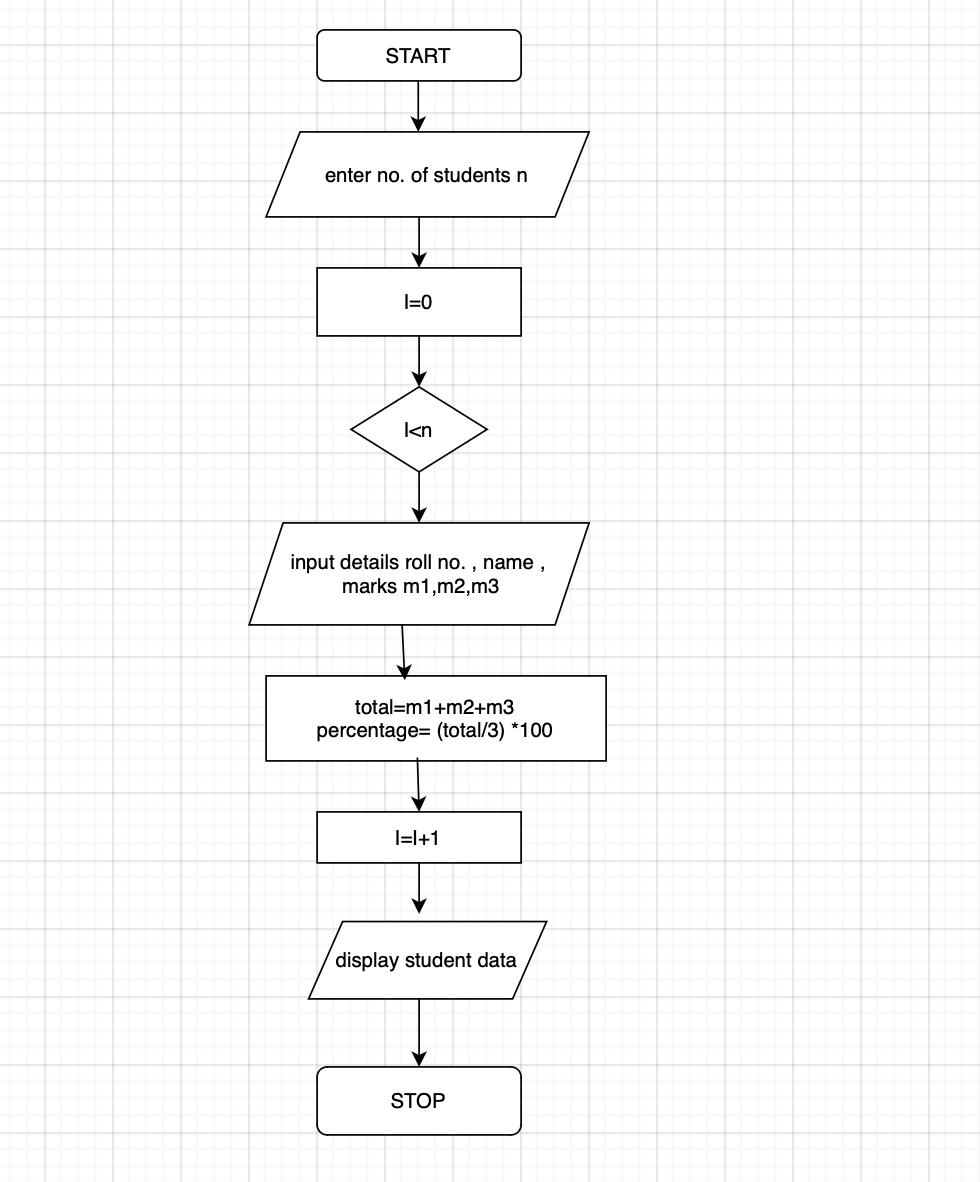 START
enter no. of students n
I=0
I<n
input details roll no. , name ,
marks m1,m2,m3
total=m1+m2+m3
percentage= (total/3) *100
I=I+1
display student data
STOP